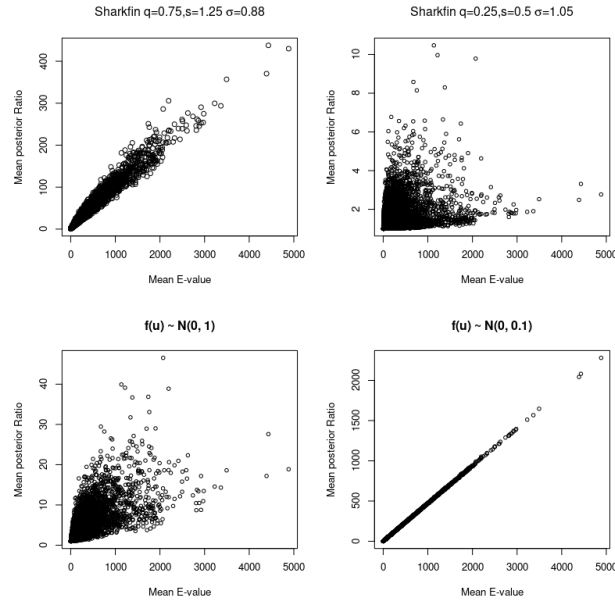 Sharkfin q=0.75,s=1.25 σ=0.88
Mean posterior Ratio
0 100 200 300 400
0 1000 2000 3000 4000 5000
Mean E-value
Sharkfin q=0.25,s=0.5 σ=1.05
Mean posterior Ratio
2 4 6 8 10
0 1000 2000 3000 4000 5000
Mean E-value
f(u) ~ N(0, 1)
Mean posterior Ratio
0 10 20 30 40
0 1000 2000 3000 4000 5000
Mean E-value
f(u) ~ N(0, 0.1)
Mean posterior Ratio
0 500 1000 1500 2000
0 1000 2000 3000 4000 5000
Mean E-value